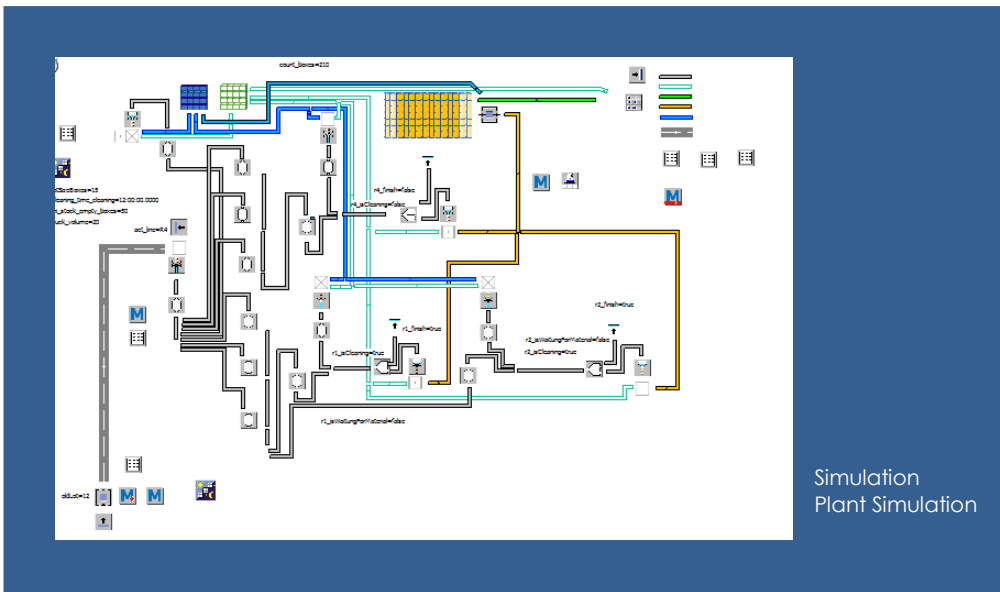 count_boxes=210
r4_finish=false
r4_isCleaning=false
act_line=R4
r2_finish=true
r1_finish=true
r2_isWaitingForMaterial=false
r1_isCleaning=true
r2_isCleaning=true
r1_isWaitingForMaterial=false
Simulation
Plant Simulation
oldLot=12